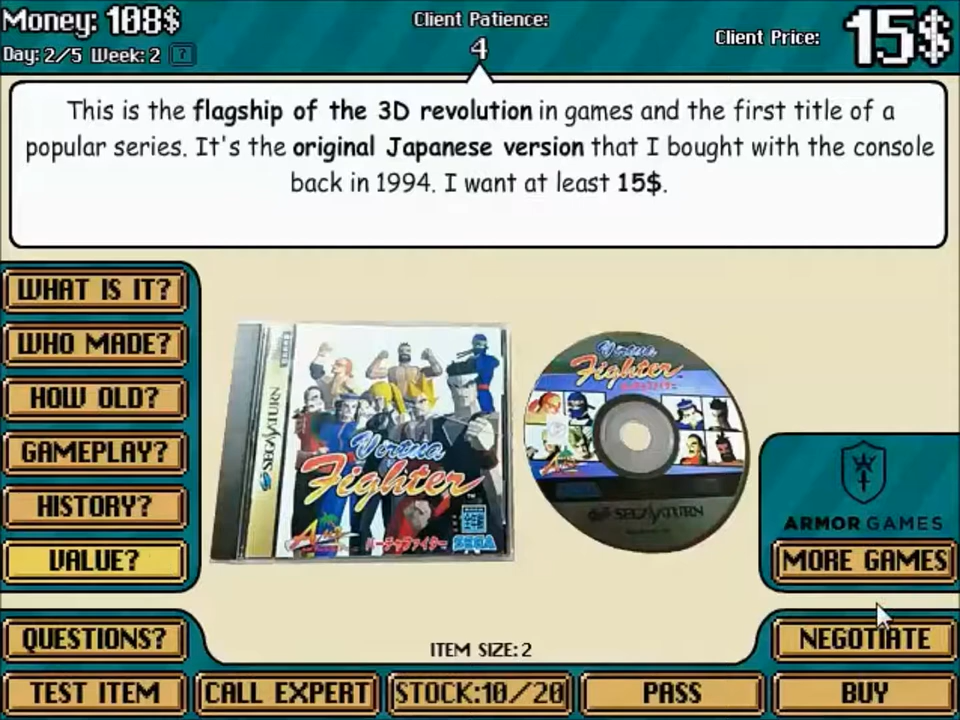 Money: 108$
Day: 2/5 Week: 2 ?
Client Patience:
4
Client Price:
15$
This is the flagship of the 3D revolution in games and the first title of a
popular series. It's the original Japanese version that I bought with the console
back in 1994. I want at least 15$.
WHAT IS IT?
WHO MADE?
HOW OLD?
GAMEPLAY?
HISTORY?
VALUE?
SEGA SATURN
Virtua
Fighter
バーチャファイター
SEGA
Virtua
Fighter
SEGA SATURN
ARMOR GAMES
MORE GAMES
QUESTIONS?
ITEM SIZE: 2
NEGOTIATE
TEST ITEM
CALL EXPERT
STOCK:10/20
PASS
BUY